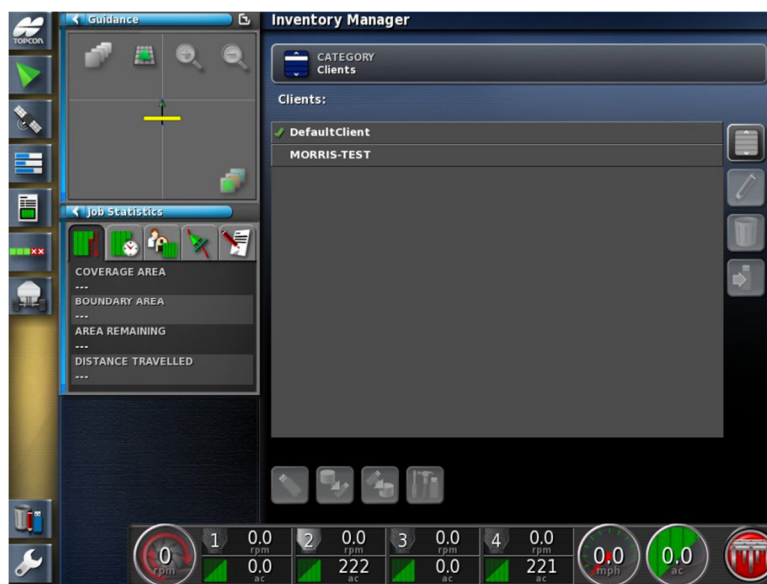 TOPCON
Guidance
Inventory Manager
CATEGORY
Clients
Clients:
DefaultClient
MORRIS-TEST
Job Statistics
COVERAGE AREA
---
BOUNDARY AREA
---
AREA REMAINING
---
DISTANCE TRAVELLED
---
0
rpm
1
0.0
rpm
0.0
ac
2
0.0
rpm
222
ac
3
0.0
rpm
0.0
ac
4
0.0
rpm
221
ac
0.0
mph
0.0
ac